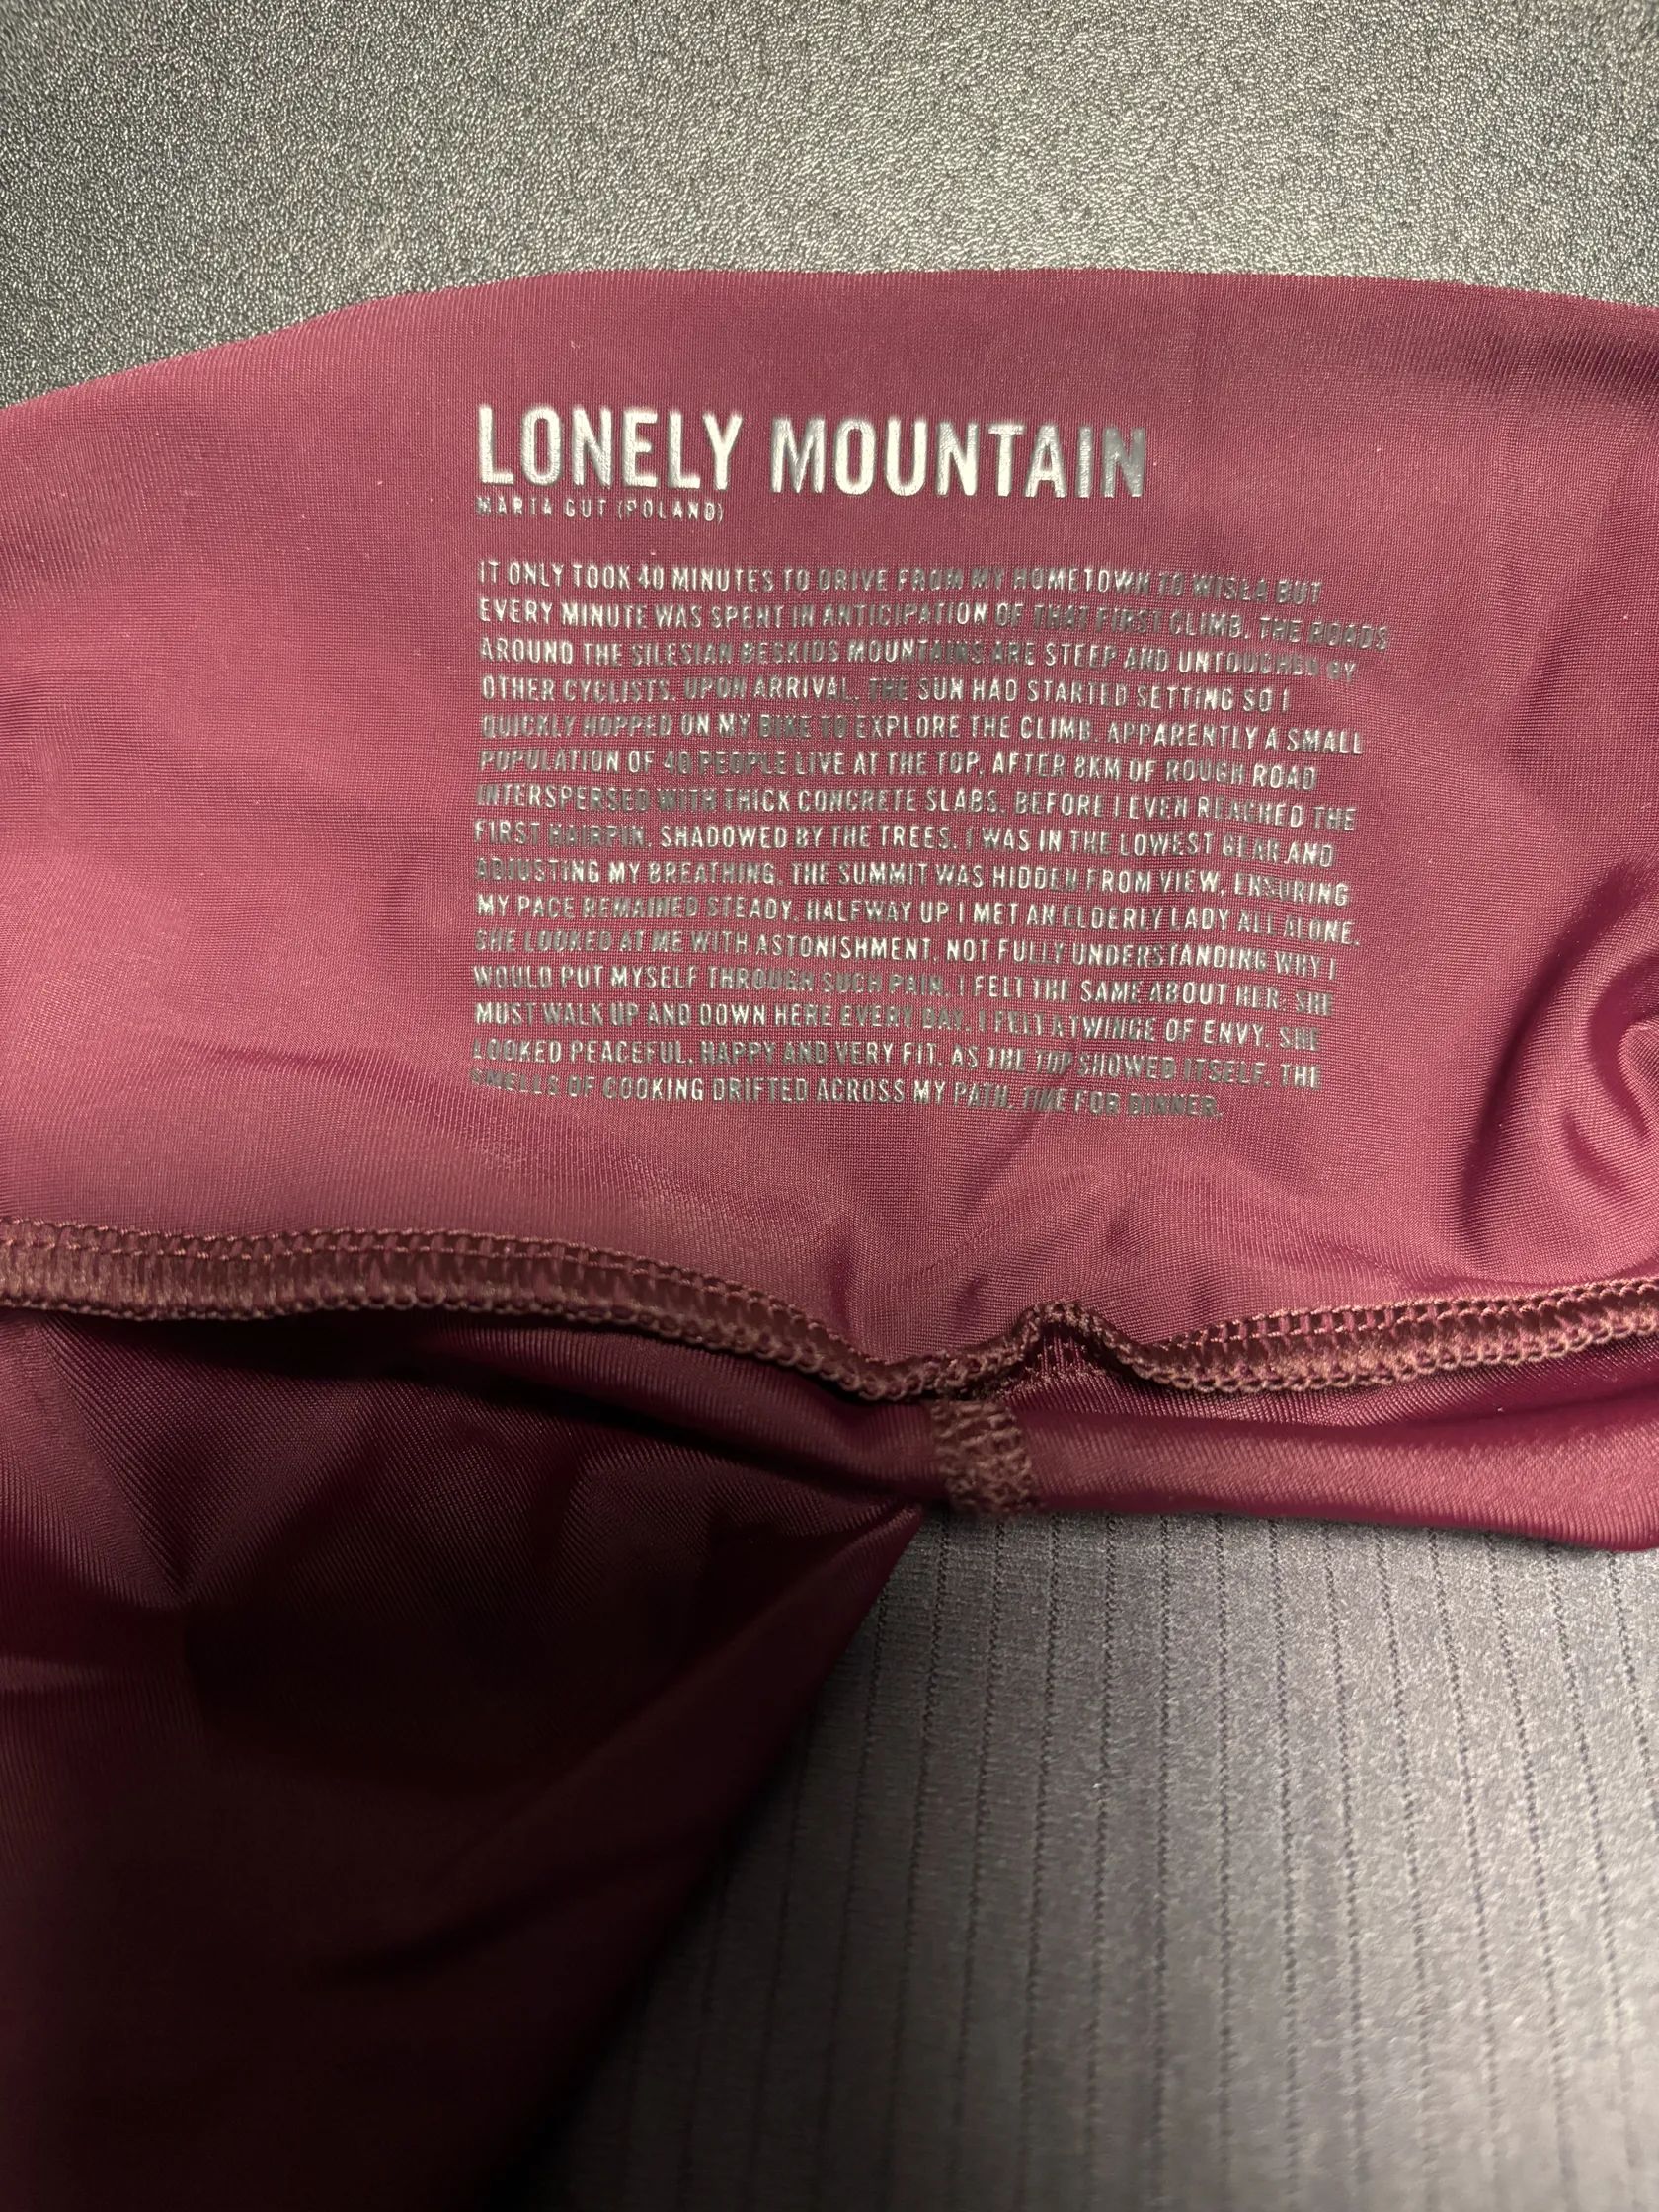 LONELY MOUNTAIN
MARTA GUT (POLAND)
IT ONLY TOOK 40 MINUTES TO DRIVE FROM MY HOMETOWN TO WISLA BUT
EVERY MINUTE WAS SPENT IN ANTICIPATION OF THAT FIRST CLIMB. THE ROADS
AROUND THE SILESIAN BESKIDS MOUNTAINS ARE STEEP AND UNTOUCHED BY
OTHER CYCLISTS. UPON ARRIVAL, THE SUN HAD STARTED SETTING SO I
QUICKLY HOPPED ON MY BIKE TO EXPLORE THE CLIMB. APPARENTLY A SMALL
POPULATION OF 40 PEOPLE LIVE AT THE TOP, AFTER 8KM OF ROUGH ROAD
INTERSPERSED WITH THICK CONCRETE SLABS. BEFORE I EVEN REACHED THE
FIRST HAIRPIN, SHADOWED BY THE TREES, I WAS IN THE LOWEST GEAR AND
ADJUSTING MY BREATHING. THE SUMMIT WAS HIDDEN FROM VIEW, ENSURING
MY PACE REMAINED STEADY. HALFWAY UP I MET AN ELDERLY LADY ALL ALONE.
SHE LOOKED AT ME WITH ASTONISHMENT, NOT FULLY UNDERSTANDING WHY I
WOULD PUT MYSELF THROUGH SUCH PAIN. I FELT THE SAME ABOUT HER. SHE
MUST WALK UP AND DOWN HERE EVERY DAY. I FELT A TWINGE OF ENVY. SHE
LOOKED PEACEFUL, HAPPY AND VERY FIT. AS THE TOP SHOWED ITSELF, THE
SMELLS OF COOKING DRIFTED ACROSS MY PATH. TIME FOR DINNER.